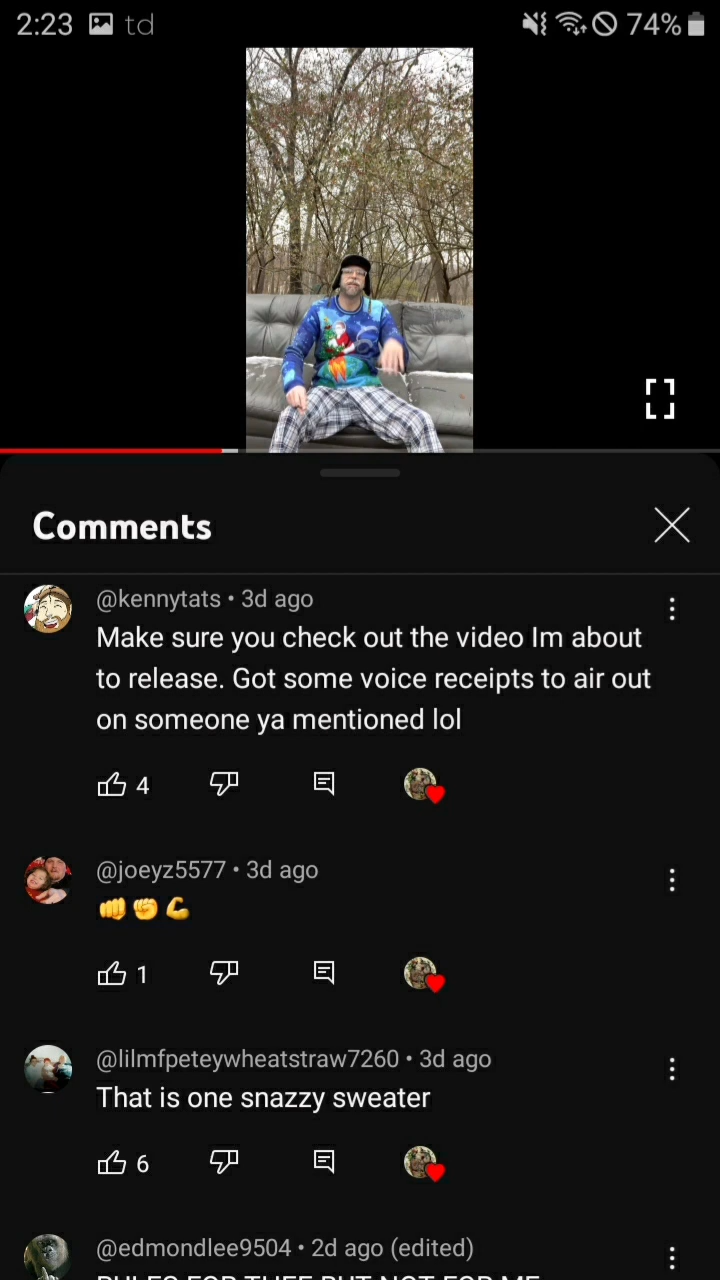 2:23 td 74%
Comments
@kennytats • 3d ago
Make sure you check out the video Im about
to release. Got some voice receipts to air out
on someone ya mentioned lol
4
@joeyz5577 • 3d ago
👊✊💪
1
@lilmfpeteywheatstraw7260 • 3d ago
That is one snazzy sweater
6
@edmondlee9504 • 2d ago (edited)
RULES FOR THEE BUT NOT FOR ME